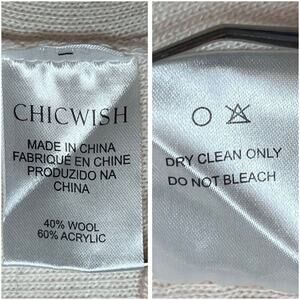 CHICWISH
MADE IN CHINA
FABRIQUÉ EN CHINE
PRODUZIDO NA
CHINA
40% WOOL
60% ACRYLIC
DRY CLEAN ONLY
DO NOT BLEACH